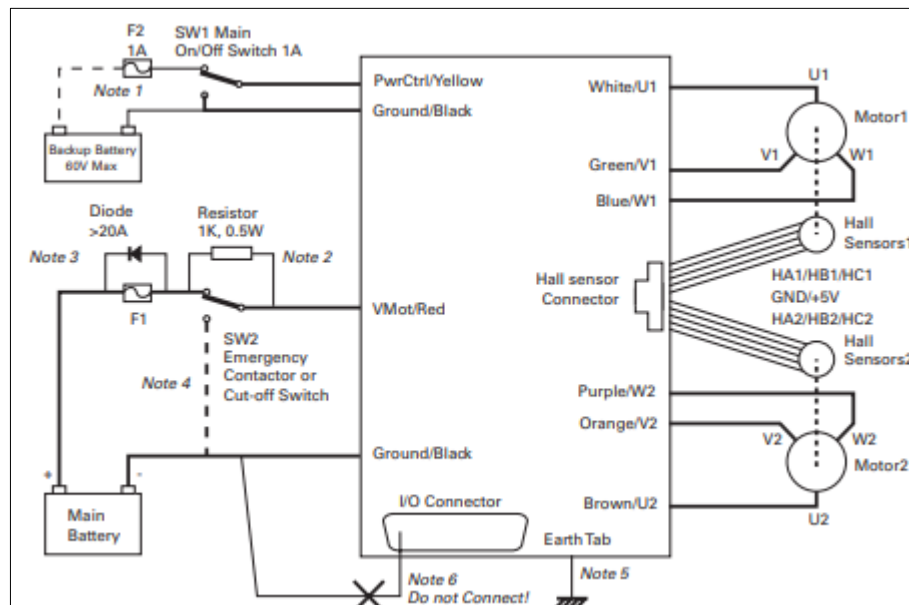 F2
1A
SW1 Main
On/Off Switch 1A
Note 1
Backup Battery
60V Max
PwrCtrl/Yellow
Ground/Black
White/U1
U1
Motor1
V1
W1
Green/V1
Blue/W1
Diode
>20A
Resistor
1K, 0.5W
Note 3
Note 2
F1
VMot/Red
Hall sensor
Connector
Hall
Sensors1
HA1/HB1/HC1
GND/+5V
HA2/HB2/HC2
Hall
Sensors2
SW2
Emergency
Contactor or
Cut-off Switch
Note 4
Purple/W2
Orange/V2
V2
W2
Motor2
Ground/Black
+
-
Main
Battery
I/O Connector
Brown/U2
U2
Earth Tab
Note 5
Note 6
Do not Connect!